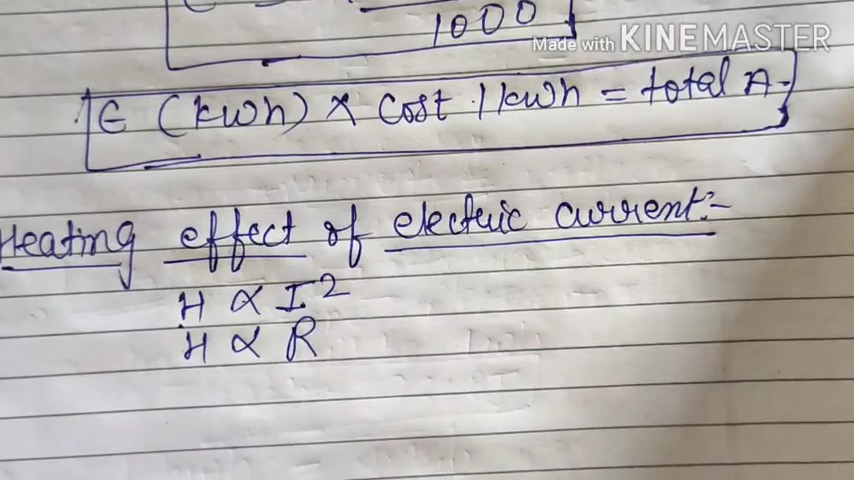 1000
Made with KINEMASTER
E (kwh) × Cost 1kwh = total A.
Heating effect of electric current:-
H ∝ I²
H ∝ R